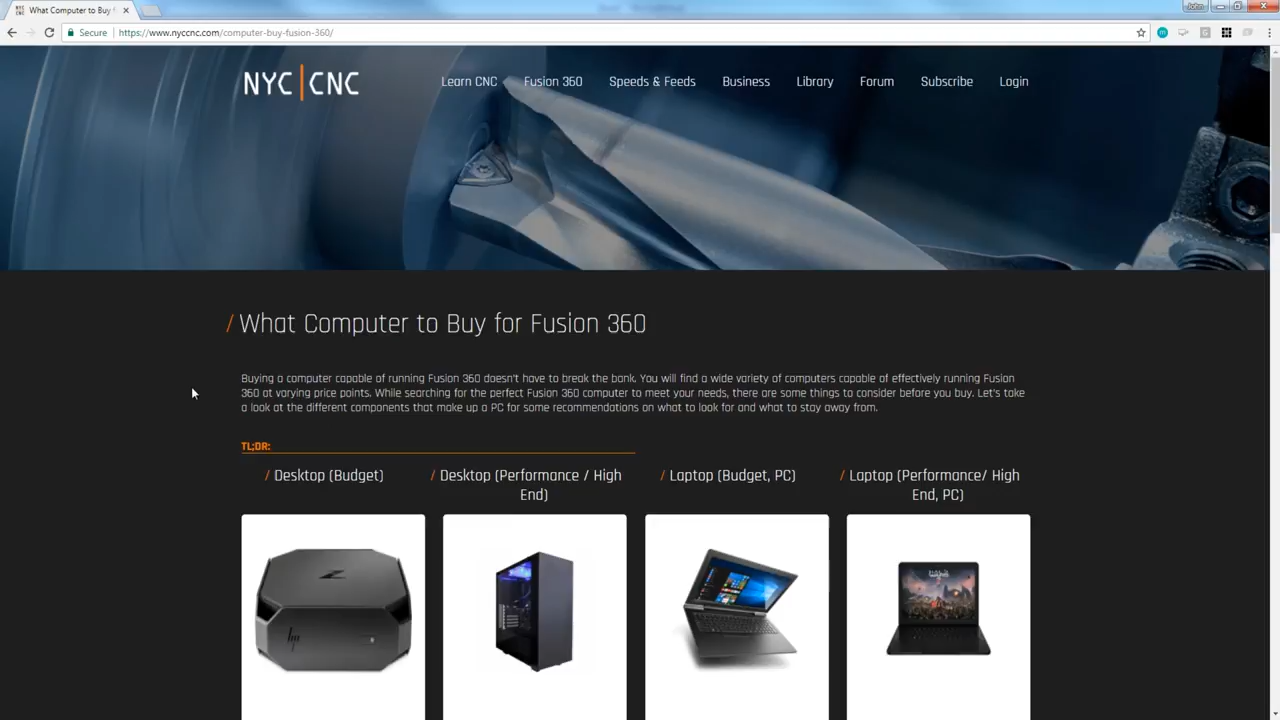 What Computer to Buy f
John
Secure
https://www.nyccnc.com/computer-buy-fusion-360/
NYC CNC
Learn CNC
Fusion 360
Speeds & Feeds
Business
Library
Forum
Subscribe
Login
/ What Computer to Buy for Fusion 360
Buying a computer capable of running Fusion 360 doesn't have to break the bank. You will find a wide variety of computers capable of effectively running Fusion
360 at varying price points. While searching for the perfect Fusion 360 computer to meet your needs, there are some things to consider before you buy. Let's take
a look at the different components that make up a PC for some recommendations on what to look for and what to stay away from.
TL;DR:
/ Desktop (Budget)
/ Desktop (Performance / High
End)
/ Laptop (Budget, PC)
/ Laptop (Performance/ High
End, PC)
hp